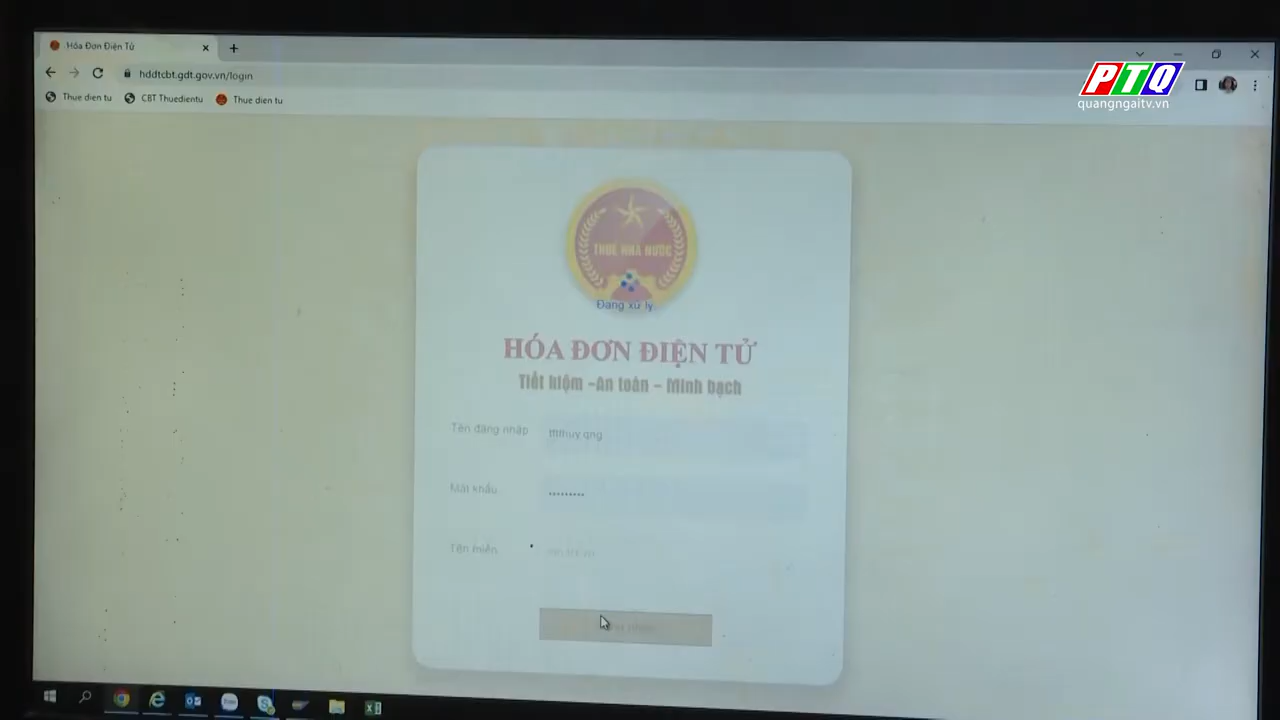 Hóa Đơn Điện Tử
hddtcbt.gdt.gov.vn/login
Thue dien tu
CBT Thuedientu
Thue dien tu
PTQ
quangngaitv.vn
THUẾ NHÀ NƯỚC
Đang xử lý
HÓA ĐƠN ĐIỆN TỬ
Tiết kiệm -An toàn - Minh bạch
Tên đăng nhập
Mật khẩu
Tên miền